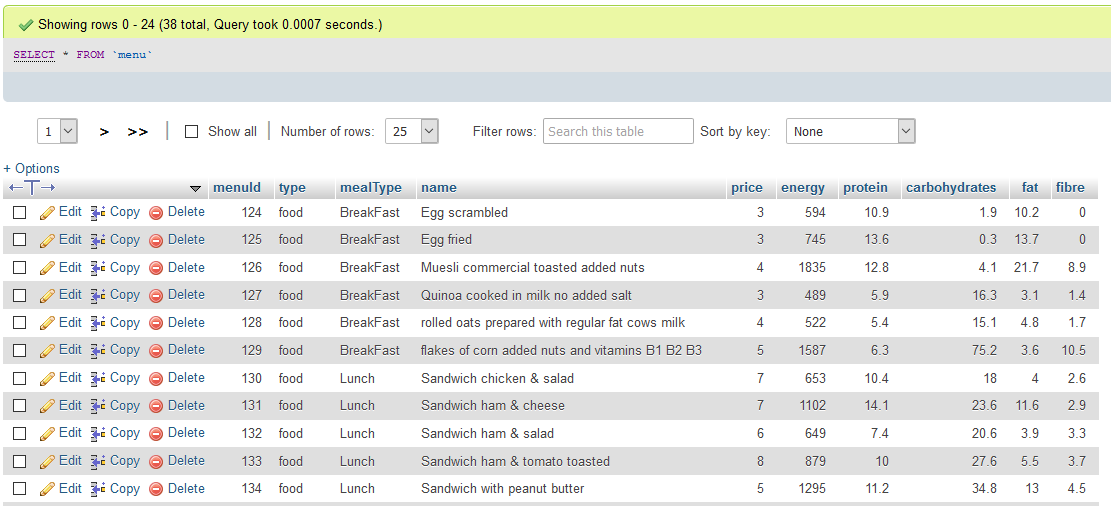 Showing rows 0 - 24 (38 total, Query took 0.0007 seconds.)
SELECT * FROM `menu`
1 > >> | Show all | Number of rows: 25 Filter rows: Search this table Sort by key: None
+ Options
←T→ menuId type mealType name price energy protein carbohydrates fat fibre
Edit Copy Delete 124 food BreakFast Egg scrambled 3 594 10.9 1.9 10.2 0
Edit Copy Delete 125 food BreakFast Egg fried 3 745 13.6 0.3 13.7 0
Edit Copy Delete 126 food BreakFast Muesli commercial toasted added nuts 4 1835 12.8 4.1 21.7 8.9
Edit Copy Delete 127 food BreakFast Quinoa cooked in milk no added salt 3 489 5.9 16.3 3.1 1.4
Edit Copy Delete 128 food BreakFast rolled oats prepared with regular fat cows milk 4 522 5.4 15.1 4.8 1.7
Edit Copy Delete 129 food BreakFast flakes of corn added nuts and vitamins B1 B2 B3 5 1587 6.3 75.2 3.6 10.5
Edit Copy Delete 130 food Lunch Sandwich chicken & salad 7 653 10.4 18 4 2.6
Edit Copy Delete 131 food Lunch Sandwich ham & cheese 7 1102 14.1 23.6 11.6 2.9
Edit Copy Delete 132 food Lunch Sandwich ham & salad 6 649 7.4 20.6 3.9 3.3
Edit Copy Delete 133 food Lunch Sandwich ham & tomato toasted 8 879 10 27.6 5.5 3.7
Edit Copy Delete 134 food Lunch Sandwich with peanut butter 5 1295 11.2 34.8 13 4.5